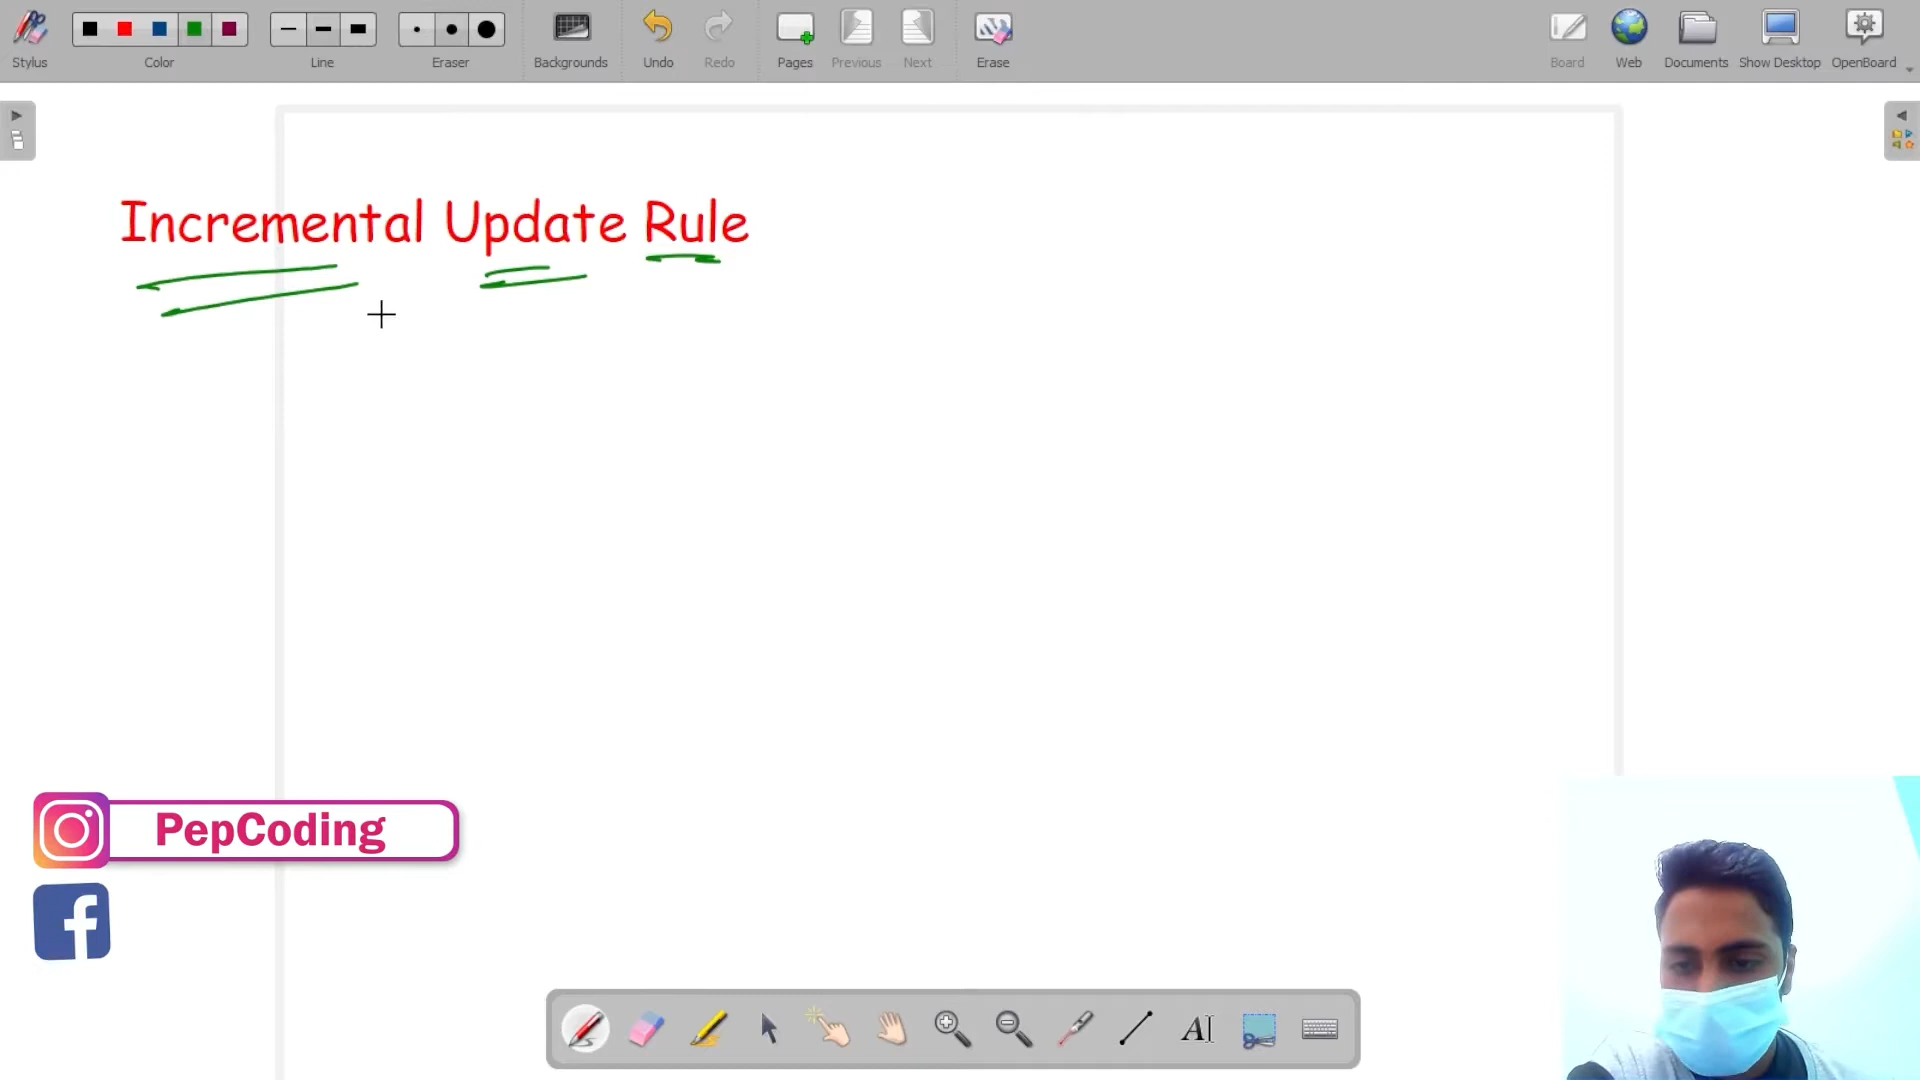 Stylus
Color
Line
Eraser
Backgrounds
Undo
Redo
Pages
Previous
Next
Erase
Board
Web
Documents
Show Desktop
OpenBoard
Incremental Update Rule
PepCoding
f
AI